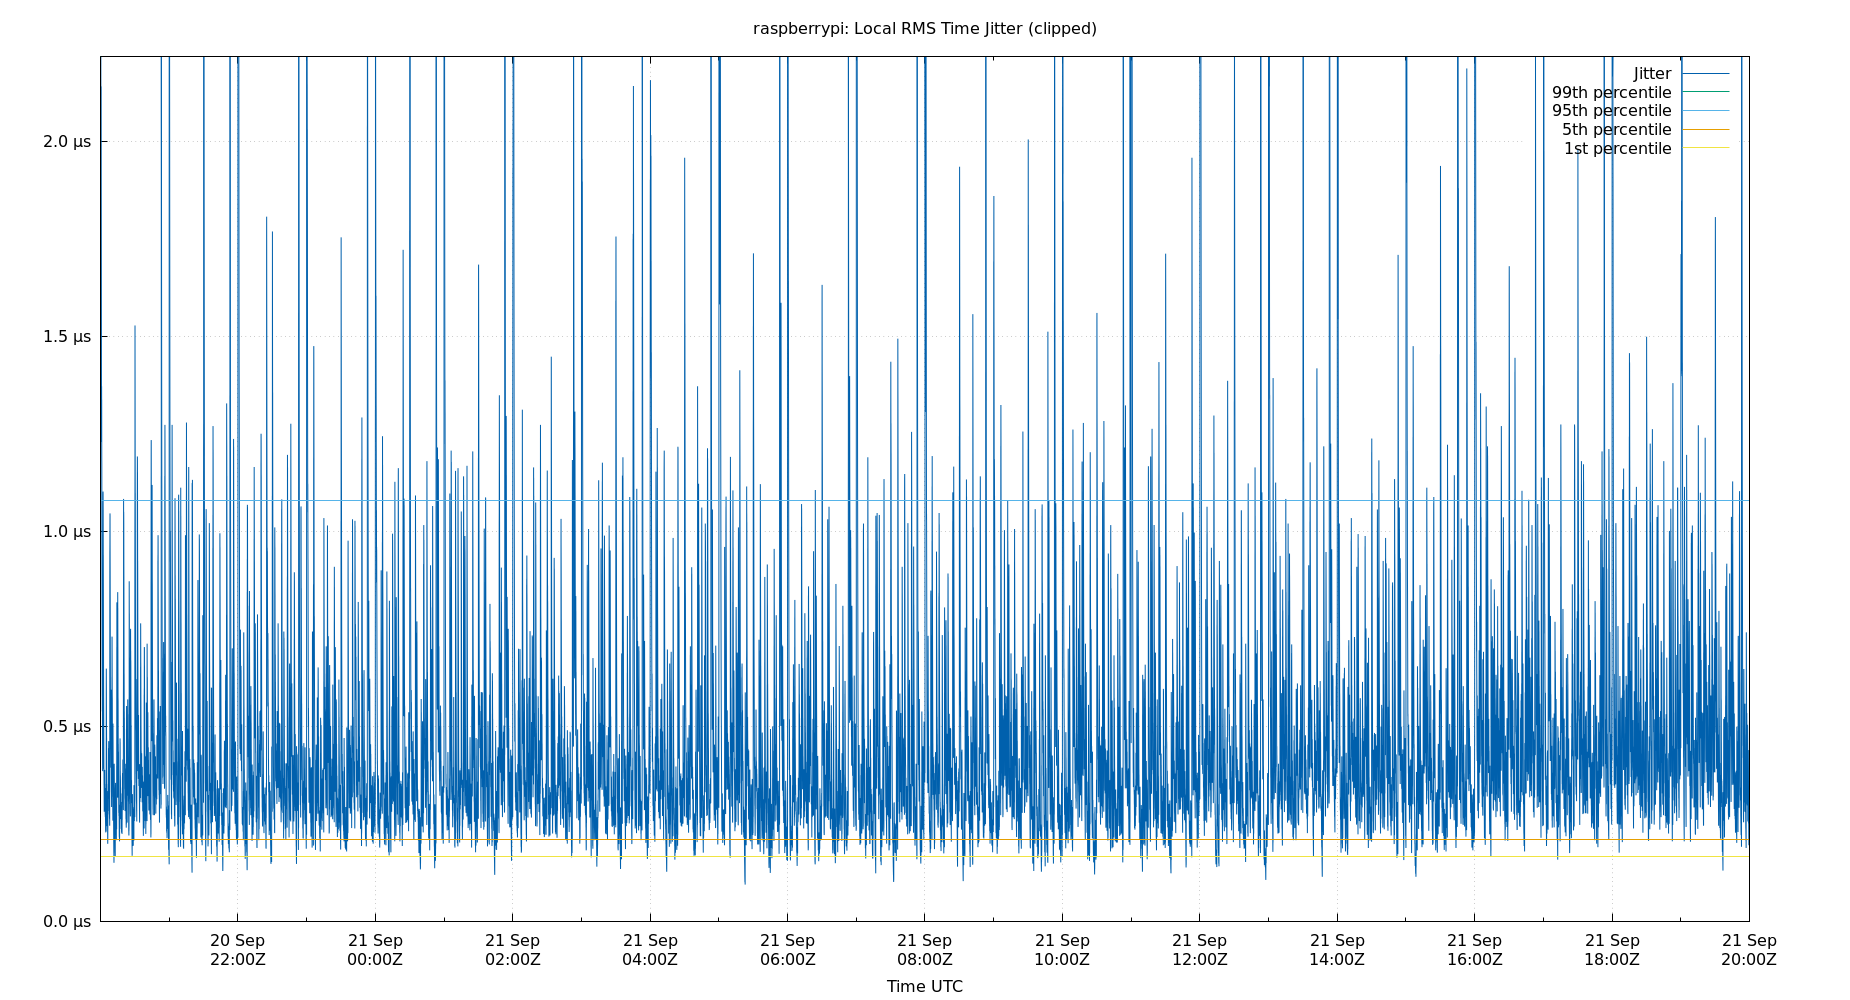 raspberrypi: Local RMS Time Jitter (clipped)
Jitter
99th percentile
95th percentile
5th percentile
1st percentile
2.0 µs
1.5 µs
1.0 µs
0.5 µs
0.0 µs
20 Sep 21 Sep 21 Sep 21 Sep 21 Sep 21 Sep 21 Sep 21 Sep 21 Sep 21 Sep 21 Sep 21 Sep
22:00Z 00:00Z 02:00Z 04:00Z 06:00Z 08:00Z 10:00Z 12:00Z 14:00Z 16:00Z 18:00Z 20:00Z
Time UTC